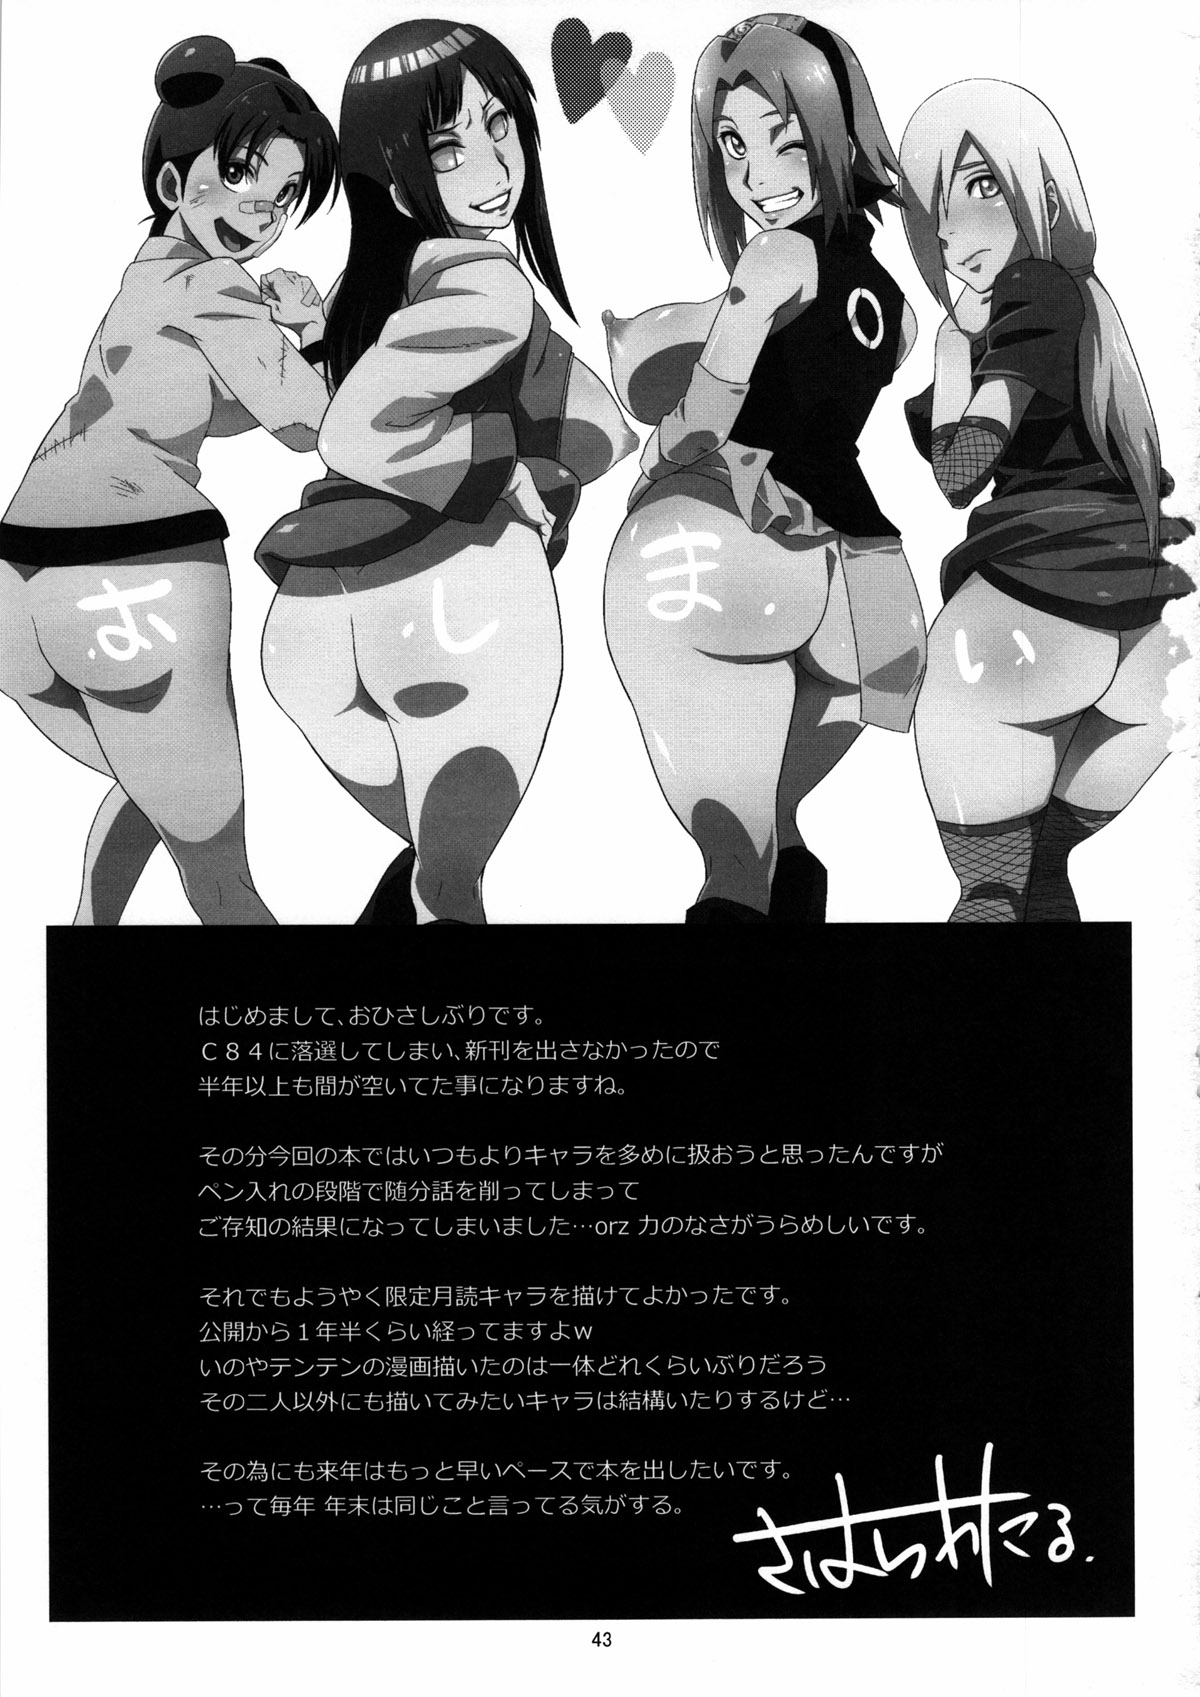 お
し
ま
い
はじめまして、おひさしぶりです。
C84に落選してしまい、新刊を出さなかったので
半年以上も間が空いてた事になりますね。
その分今回の本ではいつもよりキャラを多めに扱おうと思ったんですが
ペン入れの段階で随分話を削ってしまって
ご存知の結果になってしまいました…orz 力のなさがうらめしいです。
それでもようやく限定月読キャラを描けてよかったです。
公開から1年半くらい経ってますよw
いのやテンテンの漫画描いたのは一体どれくらいぶりだろう
その二人以外にも描いてみたいキャラは結構いたりするけど…
その為にも来年はもっと早いペースで本を出したいです。
…って毎年 年末は同じこと言ってる気がする。
さはらわたる.
43